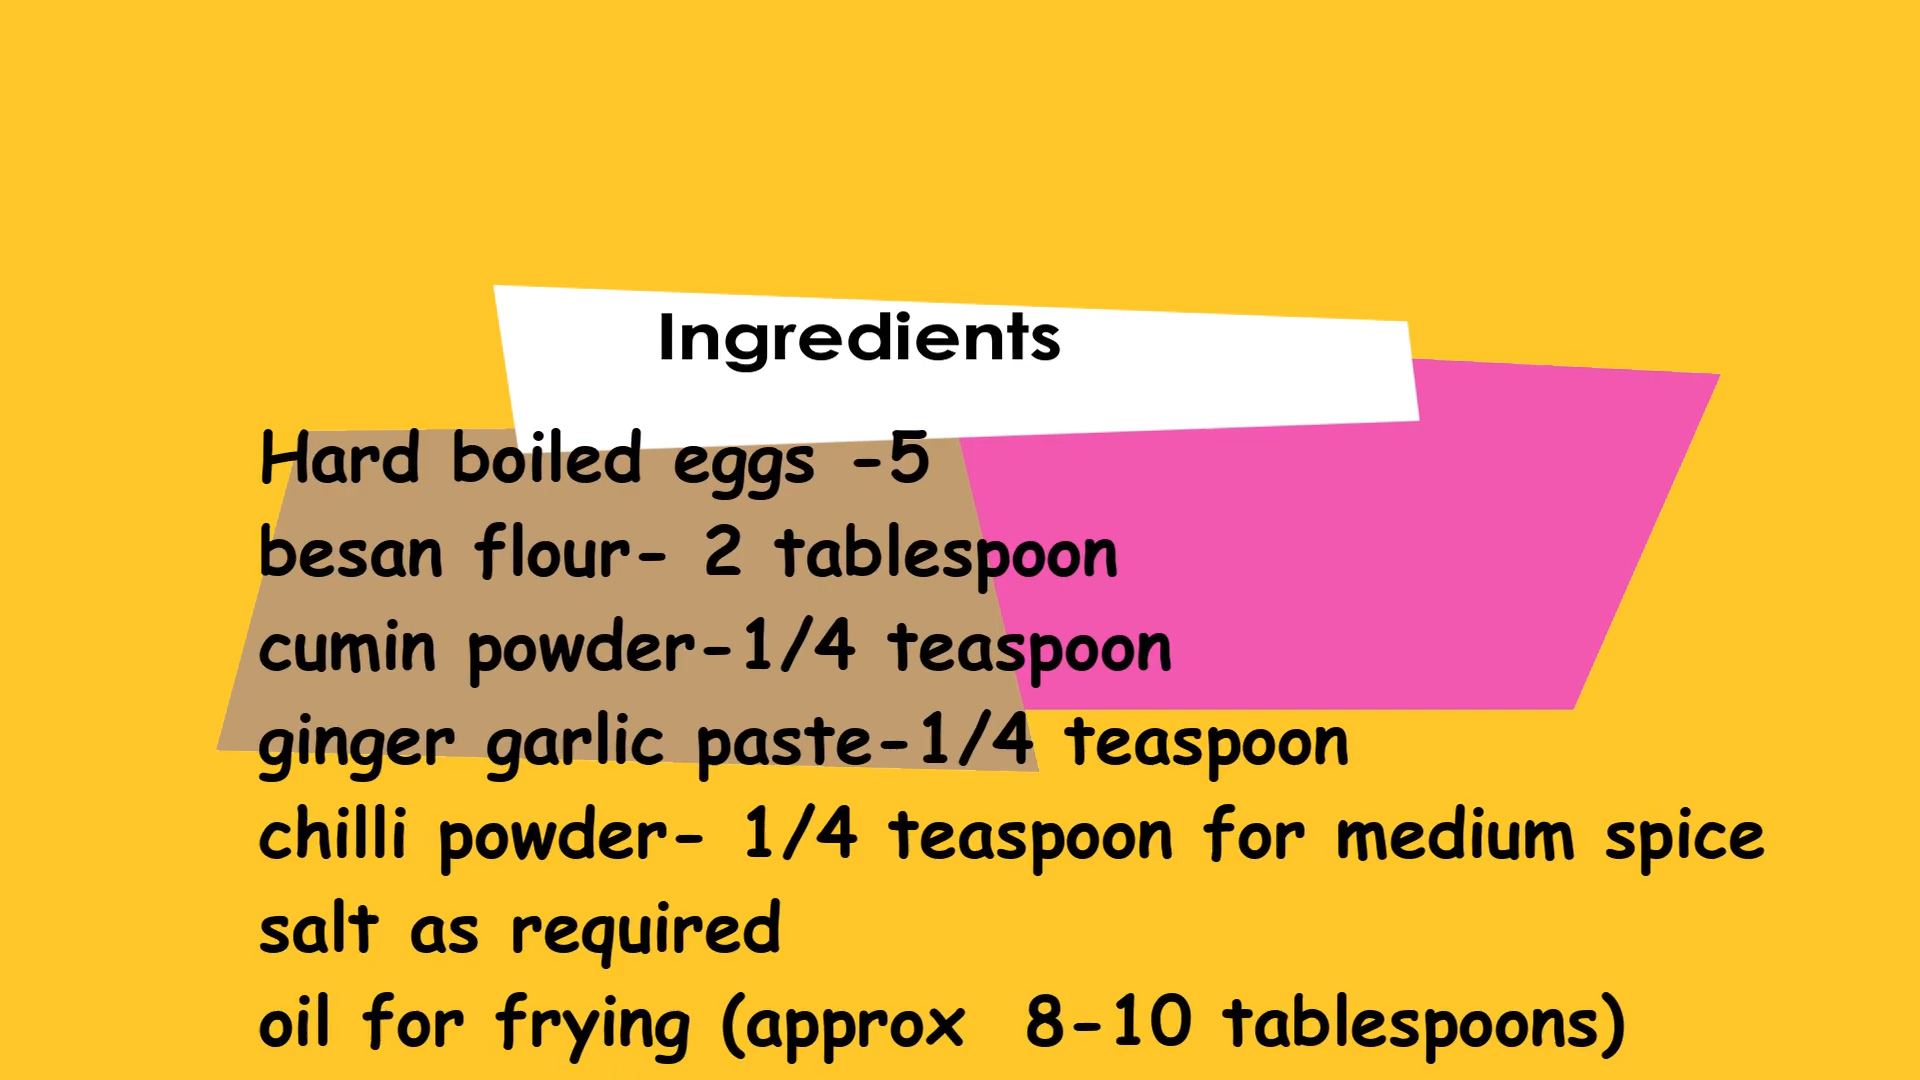 Ingredients
Hard boiled eggs -5
besan flour- 2 tablespoon
cumin powder-1/4 teaspoon
ginger garlic paste-1/4 teaspoon
chilli powder- 1/4 teaspoon for medium spice
salt as required
oil for frying (approx  8-10 tablespoons)